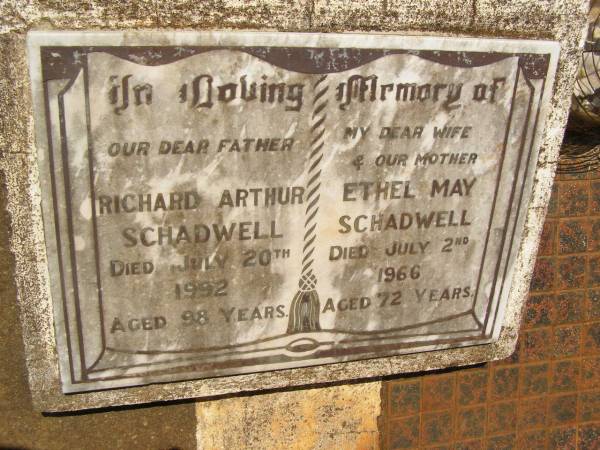 In Loving Memory of
OUR DEAR FATHER
RICHARD ARTHUR
SCHADWELL
DIED JULY 20TH
1992
AGED 98 YEARS.
MY DEAR WIFE
& OUR MOTHER
ETHEL MAY
SCHADWELL
DIED JULY 2ND
1966
AGED 72 YEARS.